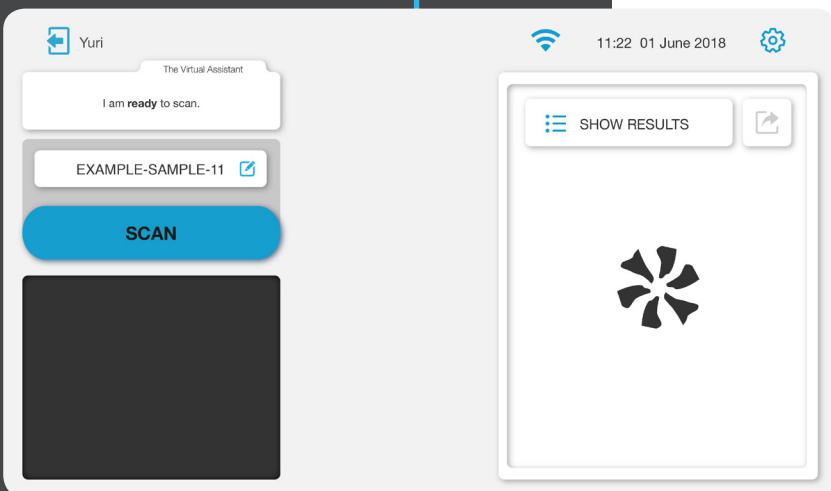 Yuri
11:22 01 June 2018
The Virtual Assistant
I am ready to scan.
EXAMPLE-SAMPLE-11
SCAN
SHOW RESULTS